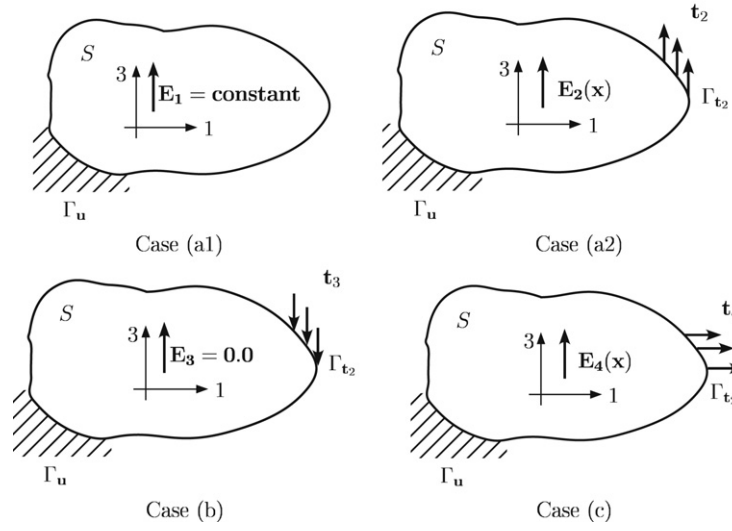 S
3
E₁ = constant
1
Γᵤ
Case (a1)
t₂
S
3
E₂(x)
Γₜ₂
1
Γᵤ
Case (a2)
t₃
S
3
E₃ = 0.0
Γₜ₂
1
Γᵤ
Case (b)
S
3
E₄(x)
1
Γᵤ
Case (c)